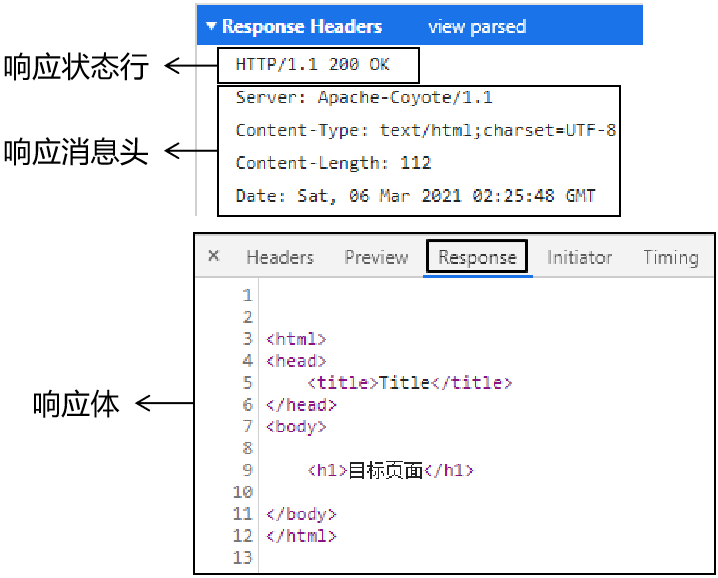 ▼ Response Headers view parsed
响应状态行
HTTP/1.1 200 OK
响应消息头
Server: Apache-Coyote/1.1
Content-Type: text/html;charset=UTF-8
Content-Length: 112
Date: Sat, 06 Mar 2021 02:25:48 GMT
响应体
× Headers Preview Response Initiator Timing
1
2
3 <html>
4 <head>
5 <title>Title</title>
6 </head>
7 <body>
8
9 <h1>目标页面</h1>
10
11 </body>
12 </html>
13